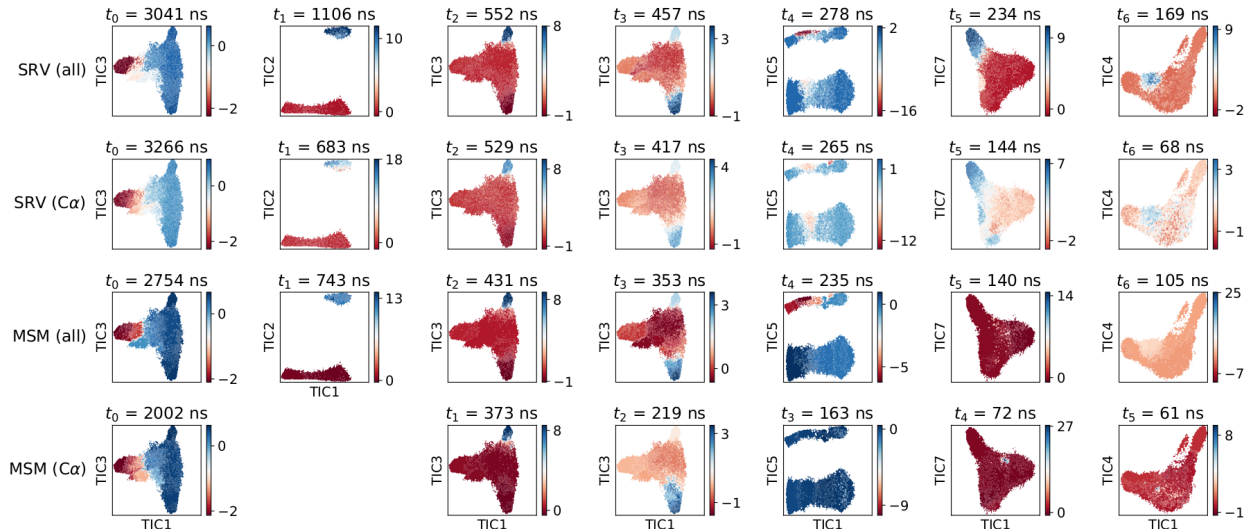 t0 = 3041 ns t1 = 1106 ns t2 = 552 ns t3 = 457 ns t4 = 278 ns t5 = 234 ns t6 = 169 ns
SRV (all)
TIC3 0 −2
TIC2 10 0
TIC3 8 −1
TIC3 3 −1
TIC5 2 −16
TIC7 9 0
TIC4 9 −2
t0 = 3266 ns t1 = 683 ns t2 = 529 ns t3 = 417 ns t4 = 265 ns t5 = 144 ns t6 = 68 ns
SRV (Cα)
TIC3 0 −2
TIC2 18 0
TIC3 8 −1
TIC3 4 −1
TIC5 1 −12
TIC7 7 −2
TIC4 3 −1
t0 = 2754 ns t1 = 743 ns t2 = 431 ns t3 = 353 ns t4 = 235 ns t5 = 140 ns t6 = 105 ns
MSM (all)
TIC3 0 −2
TIC2 13 0
TIC1
TIC3 8 −1
TIC3 3 0
TIC5 0 −5
TIC7 14 0
TIC4 25 −7
t0 = 2002 ns t1 = 373 ns t2 = 219 ns t3 = 163 ns t4 = 72 ns t5 = 61 ns
MSM (Cα)
TIC3 0 −2
TIC3 8 −1
TIC3 3 −1
TIC5 0 −9
TIC7 27 0
TIC4 8 −1
TIC1 TIC1 TIC1 TIC1 TIC1 TIC1